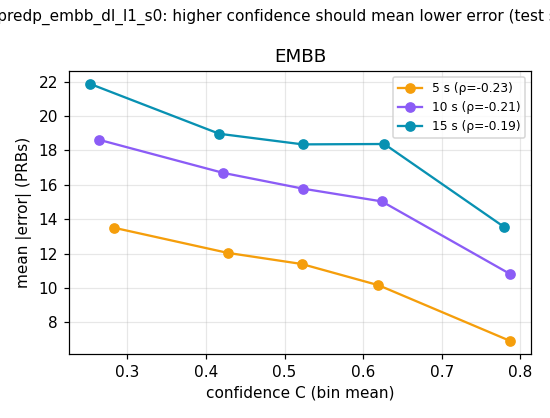 predp_embb_dl_l1_s0: higher confidence should mean lower error (test
EMBB
mean |error| (PRBs)
22
20
18
16
14
12
10
8
5 s (ρ=-0.23)
10 s (ρ=-0.21)
15 s (ρ=-0.19)
0.3
0.4
0.5
0.6
0.7
0.8
confidence C (bin mean)